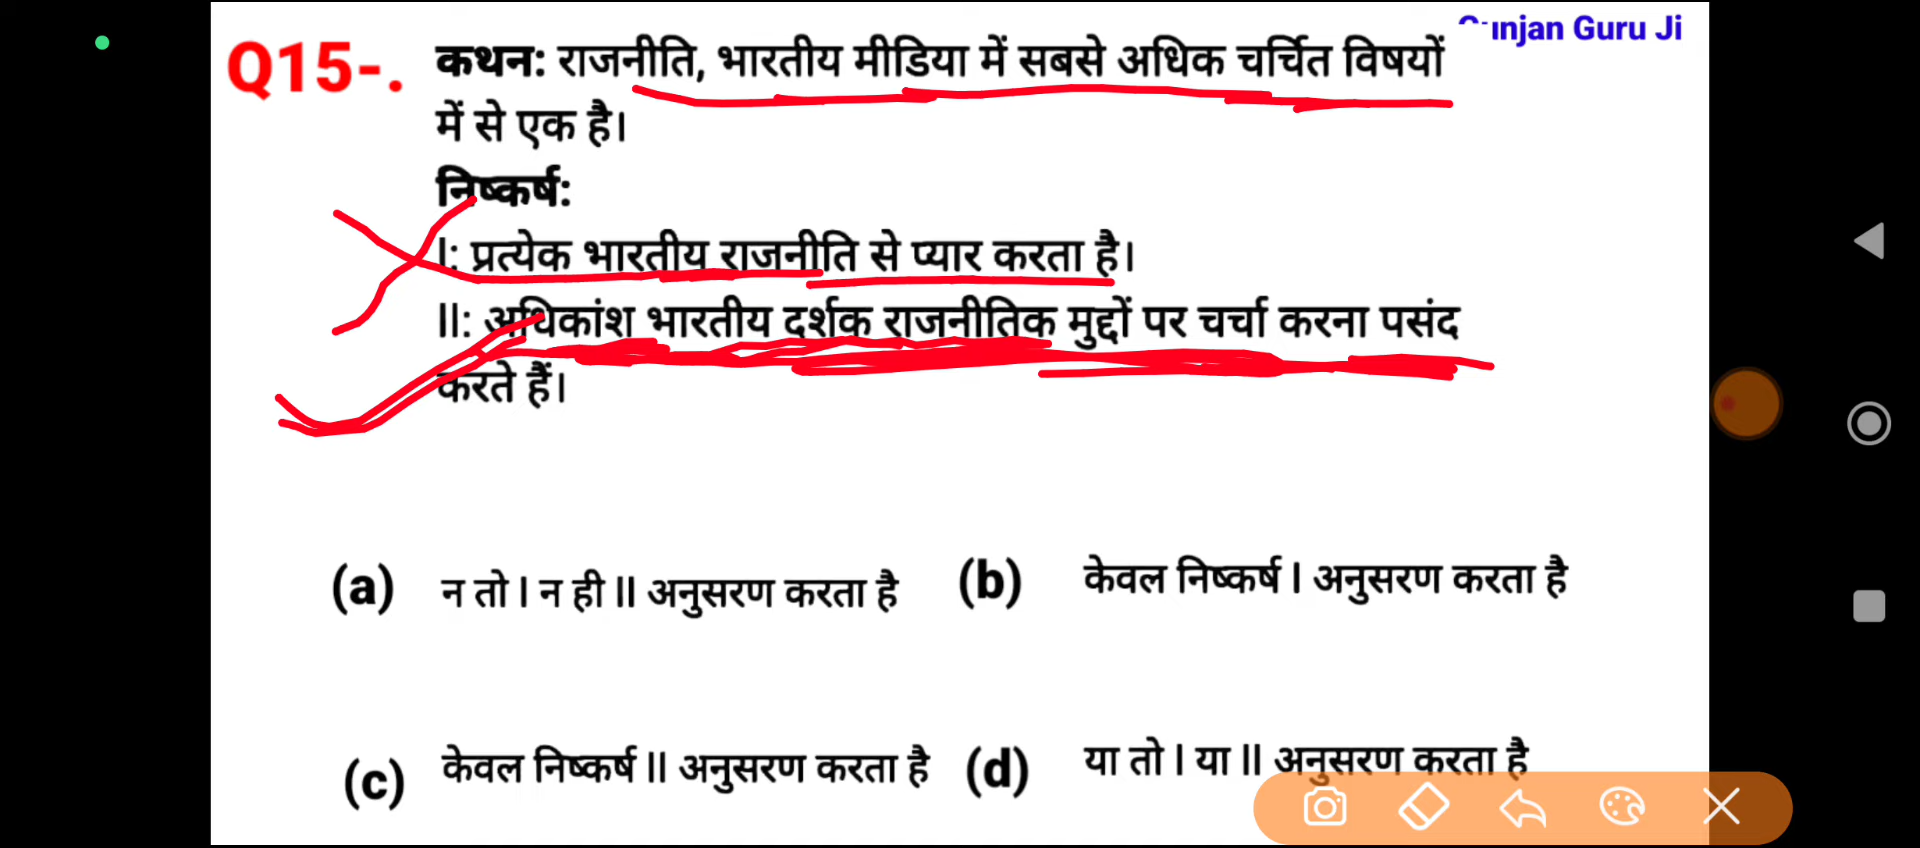 Gunjan Guru Ji
Q15-. कथन: राजनीति, भारतीय मीडिया में सबसे अधिक चर्चित विषयों
में से एक है।
निष्कर्ष:
I: प्रत्येक भारतीय राजनीति से प्यार करता है।
II: अधिकांश भारतीय दर्शक राजनीतिक मुद्दों पर चर्चा करना पसंद
करते हैं।
(a) न तो I न ही II अनुसरण करता है (b) केवल निष्कर्ष I अनुसरण करता है
(c) केवल निष्कर्ष II अनुसरण करता है (d) या तो I या II अनुसरण करता है